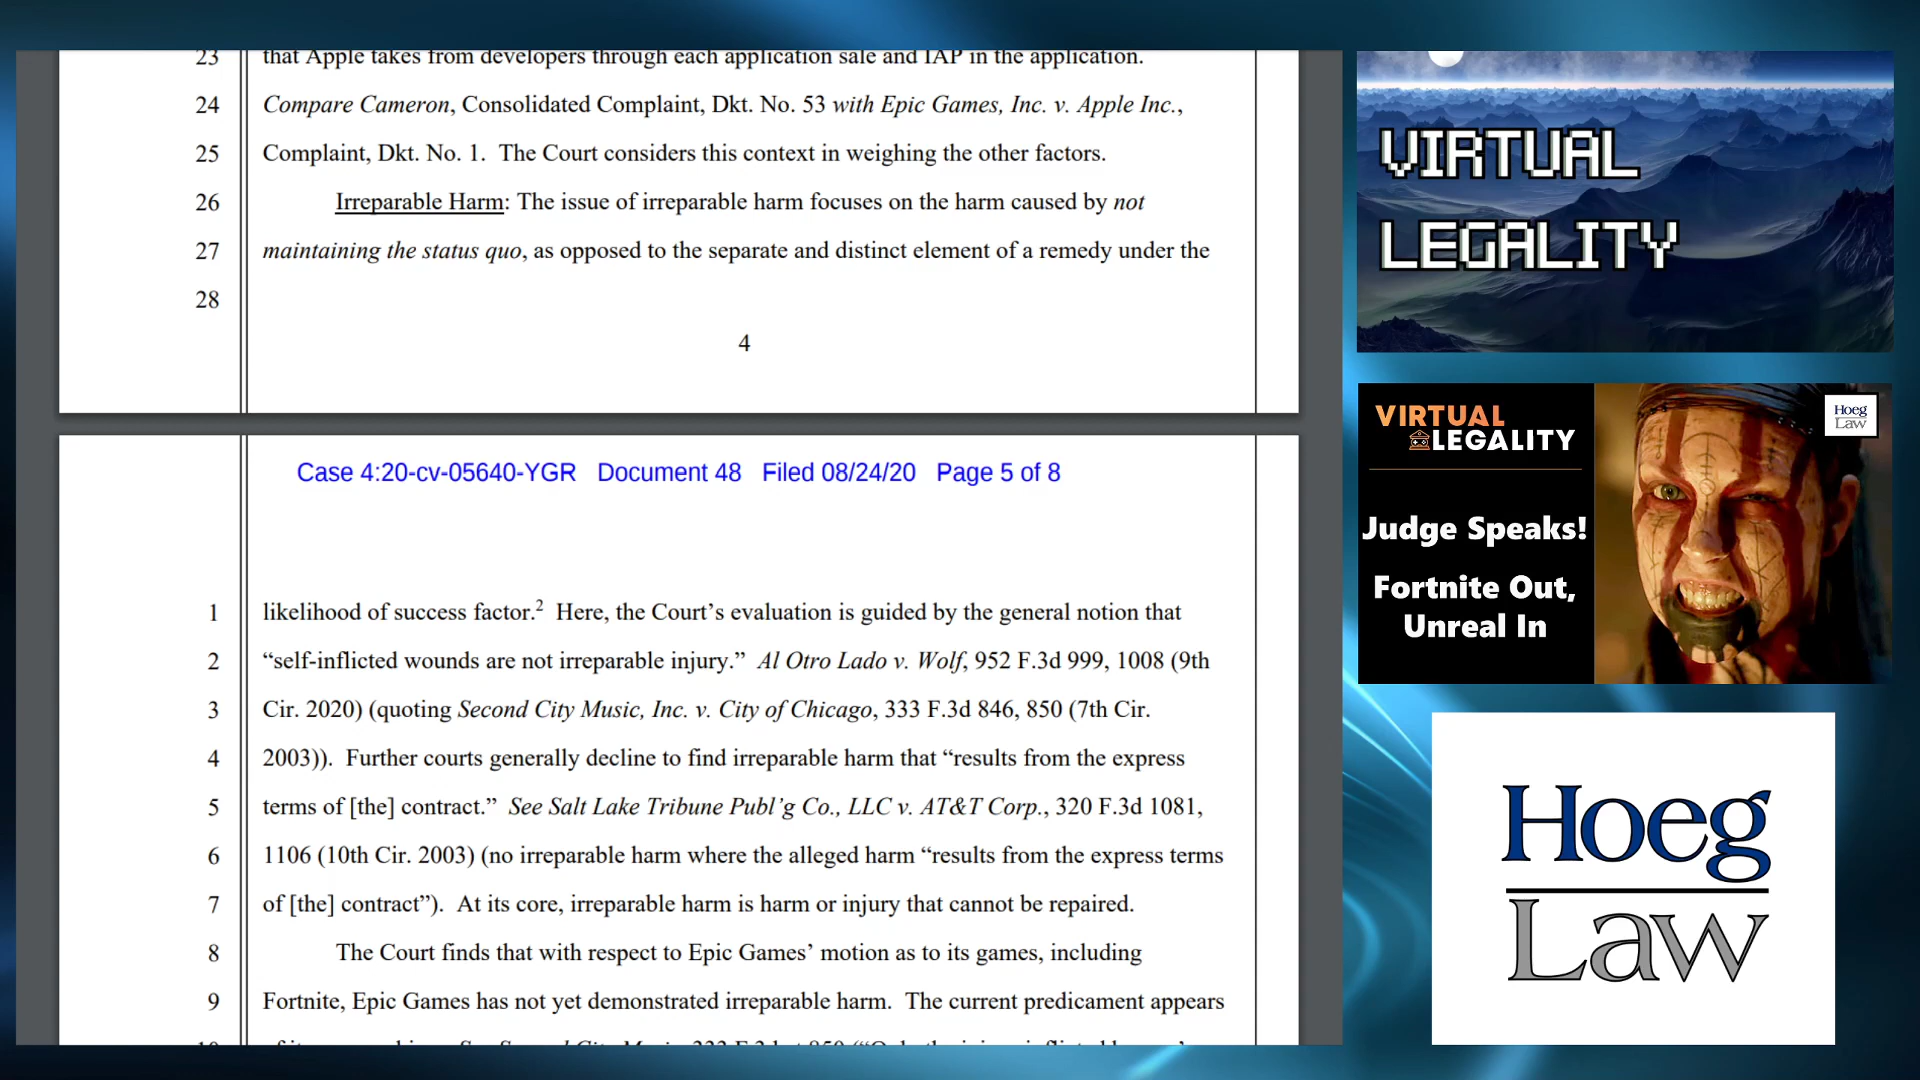 23 that Apple takes from developers through each application sale and IAP in the application.
24 Compare Cameron, Consolidated Complaint, Dkt. No. 53 with Epic Games, Inc. v. Apple Inc.,
25 Complaint, Dkt. No. 1. The Court considers this context in weighing the other factors.
26 Irreparable Harm: The issue of irreparable harm focuses on the harm caused by not
27 maintaining the status quo, as opposed to the separate and distinct element of a remedy under the
28
4
Case 4:20-cv-05640-YGR Document 48 Filed 08/24/20 Page 5 of 8
1 likelihood of success factor.2 Here, the Court’s evaluation is guided by the general notion that
2 “self-inflicted wounds are not irreparable injury.” Al Otro Lado v. Wolf, 952 F.3d 999, 1008 (9th
3 Cir. 2020) (quoting Second City Music, Inc. v. City of Chicago, 333 F.3d 846, 850 (7th Cir.
4 2003)). Further courts generally decline to find irreparable harm that “results from the express
5 terms of [the] contract.” See Salt Lake Tribune Publ’g Co., LLC v. AT&T Corp., 320 F.3d 1081,
6 1106 (10th Cir. 2003) (no irreparable harm where the alleged harm “results from the express terms
7 of [the] contract”). At its core, irreparable harm is harm or injury that cannot be repaired.
8 The Court finds that with respect to Epic Games’ motion as to its games, including
9 Fortnite, Epic Games has not yet demonstrated irreparable harm. The current predicament appears
VIRTUAL
LEGALITY
VIRTUAL
LEGALITY
Hoeg
Law
Judge Speaks!
Fortnite Out,
Unreal In
Hoeg
Law